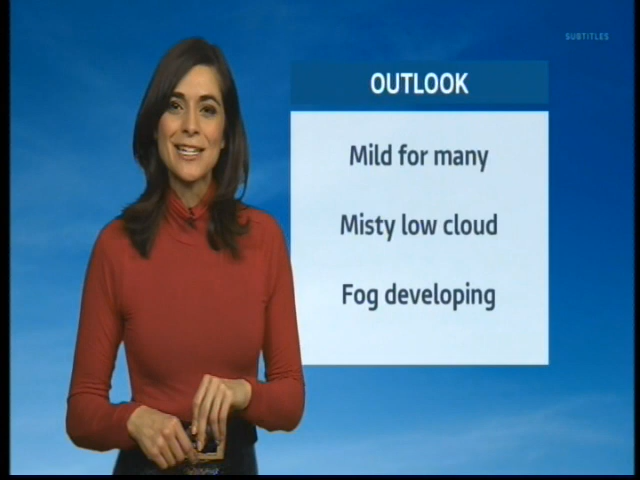 SUBTITLES
OUTLOOK
Mild for many
Misty low cloud
Fog developing